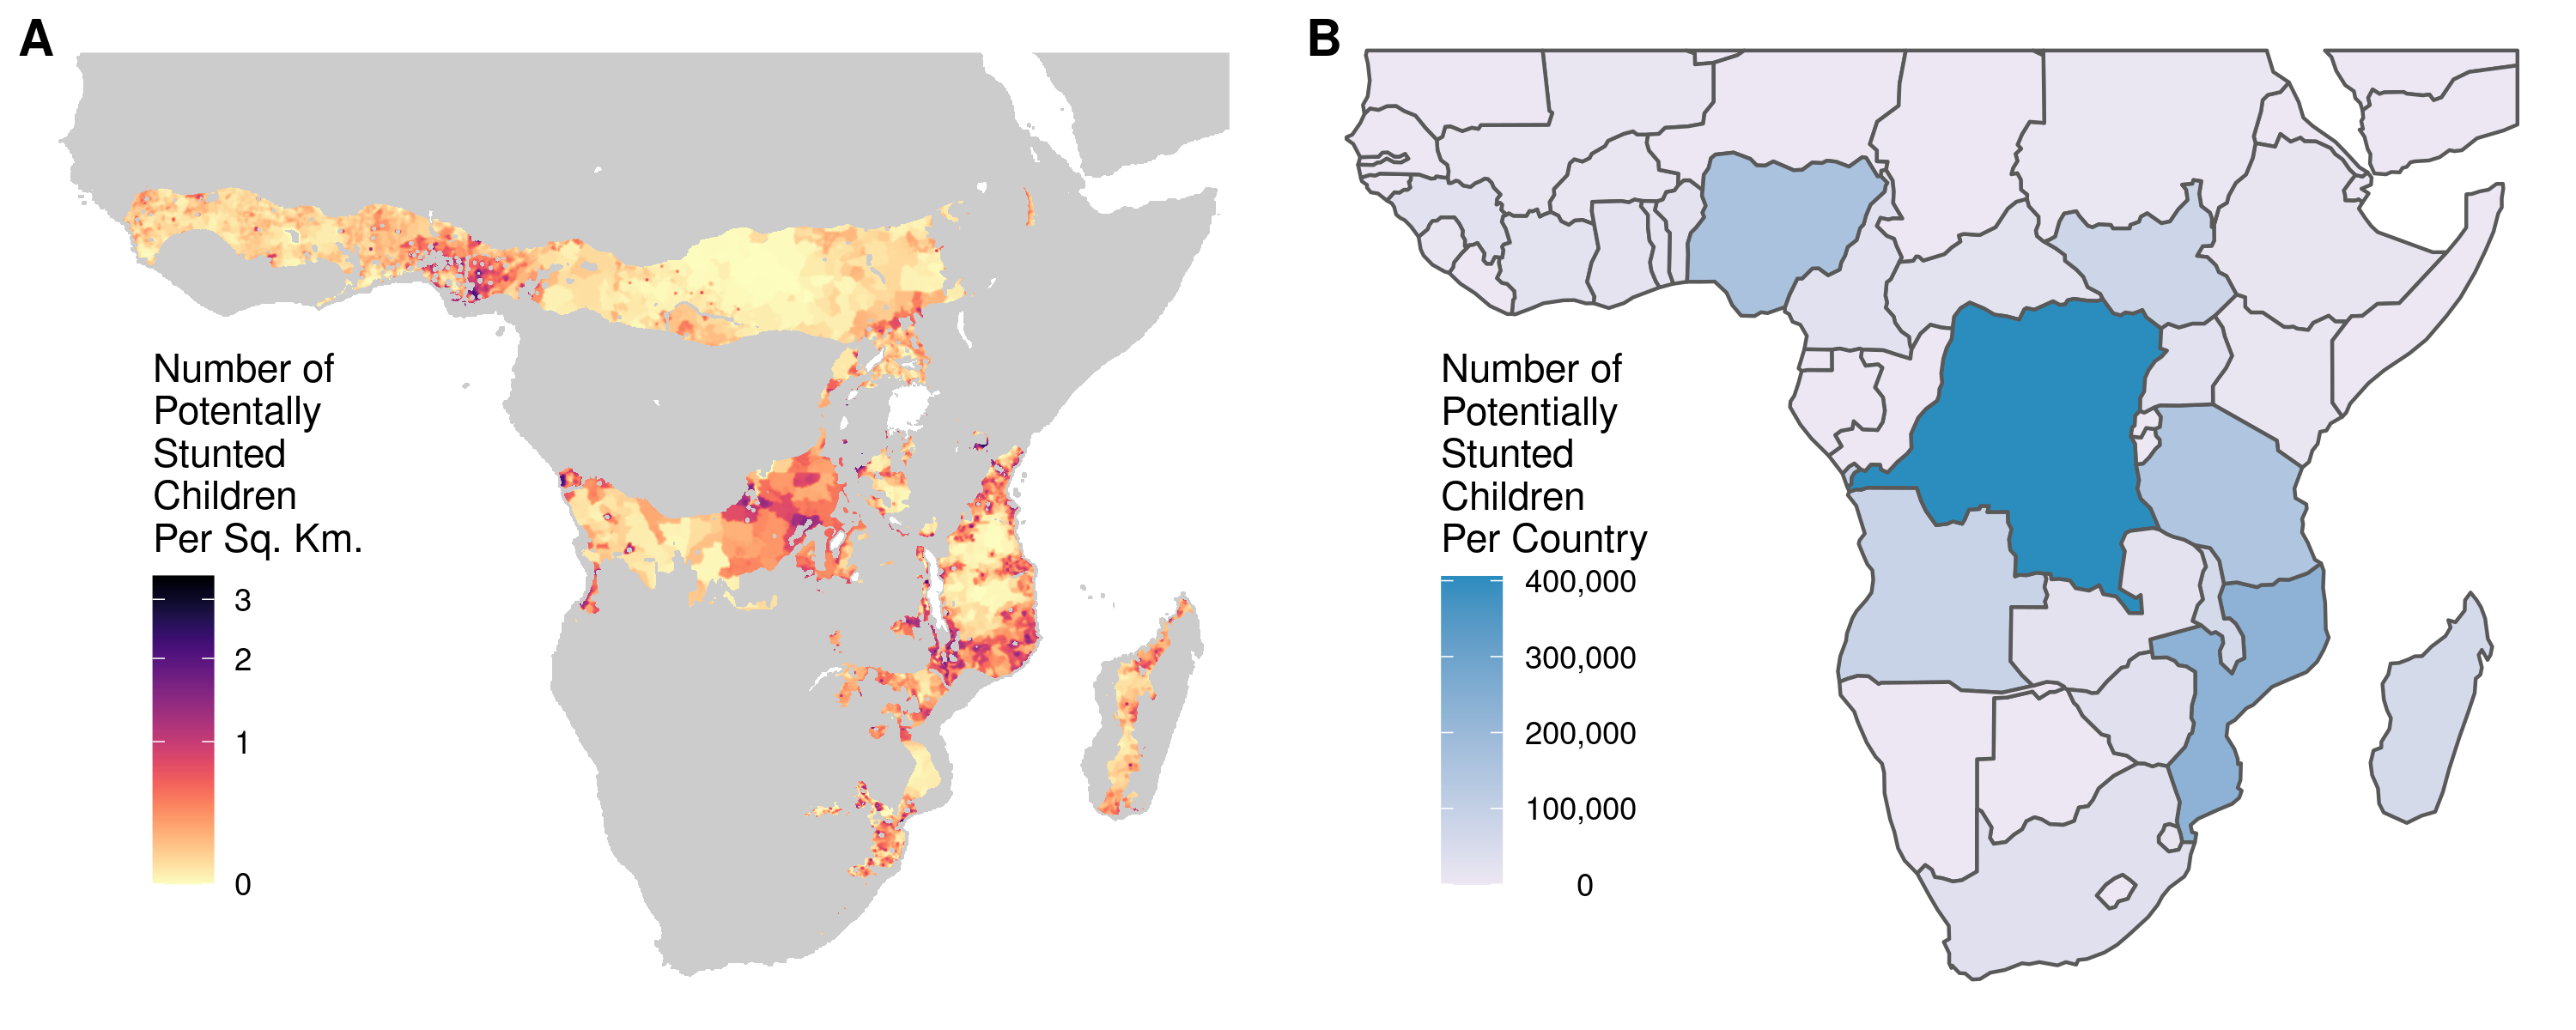 A
Number of
Potentally
Stunted
Children
Per Sq. Km.
3
2
1
0
B
Number of
Potentially
Stunted
Children
Per Country
400,000
300,000
200,000
100,000
0